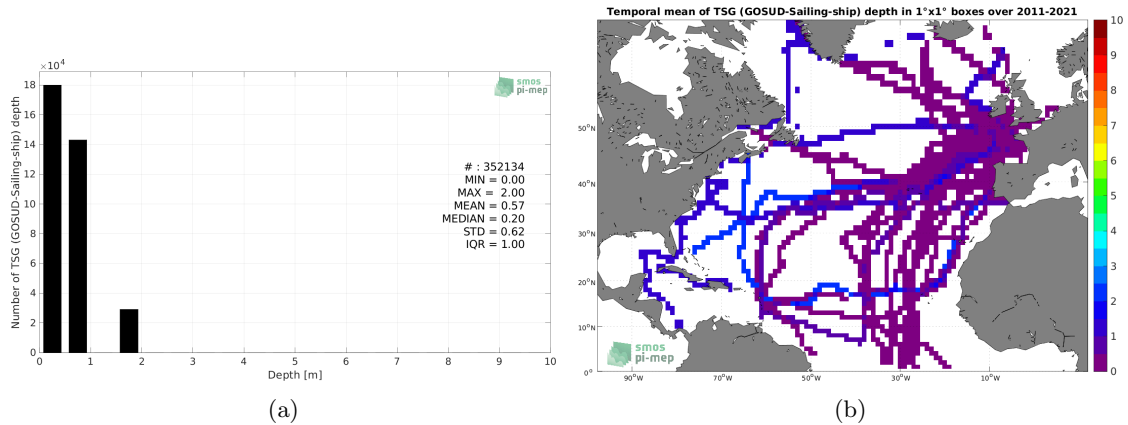 Temporal mean of TSG (GOSUD-Sailing-ship) depth in 1°x1° boxes over 2011-2021
×10⁴
18
16
14
12
10
8
6
4
2
0
Number of TSG (GOSUD-Sailing-ship) depth
smos
pi-mep
# : 352134
MIN = 0.00
MAX = 2.00
MEAN = 0.57
MEDIAN = 0.20
STD = 0.62
IQR = 1.00
0 1 2 3 4 5 6 7 8 9 10
Depth [m]
50°N
40°N
30°N
20°N
10°N
0°
90°W 70°W 50°W 30°W 10°W
smos
pi-mep
10
9
8
7
6
5
4
3
2
1
0
(a)
(b)